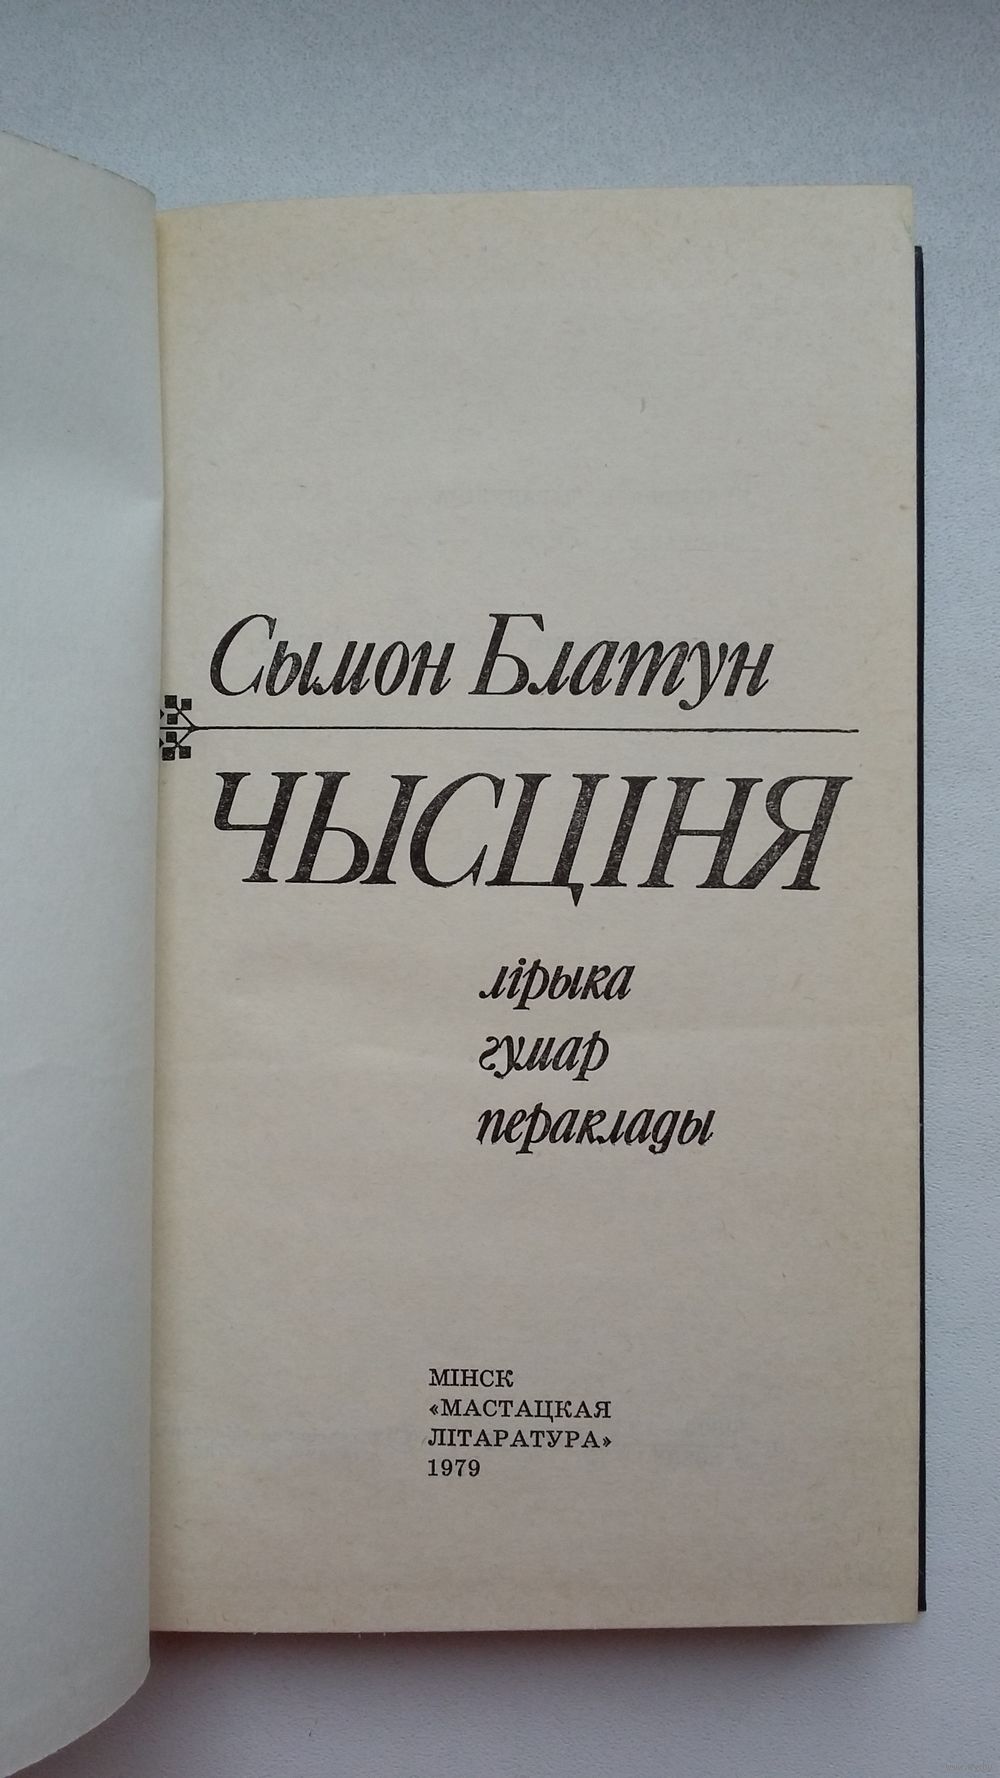 Сымон Блатун
ЧЫСЦІНЯ
лірыка
гумар
пераклады
МІНСК
«МАСТАЦКАЯ
ЛІТАРАТУРА»
1979